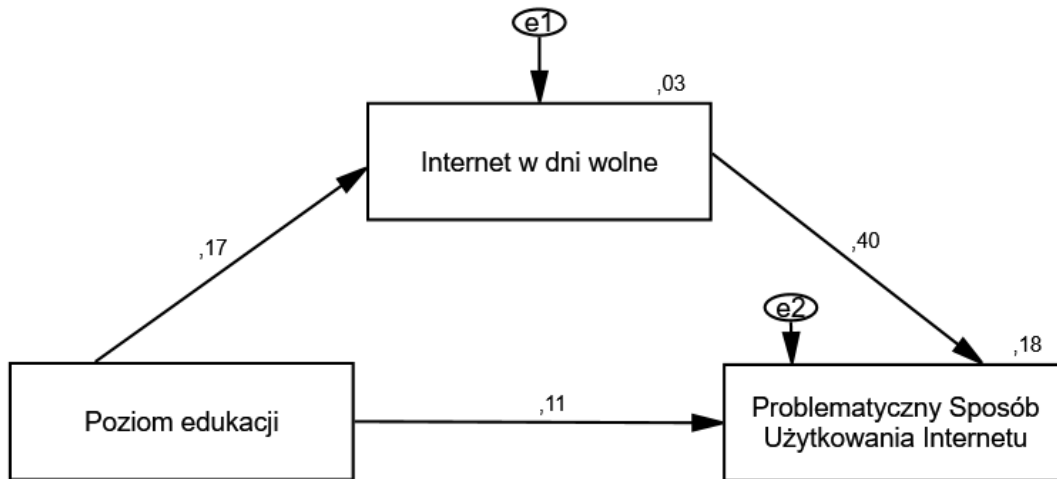 e1
,03
Internet w dni wolne
,17
,40
e2
,18
Poziom edukacji
,11
Problematyczny Sposób
Użytkowania Internetu